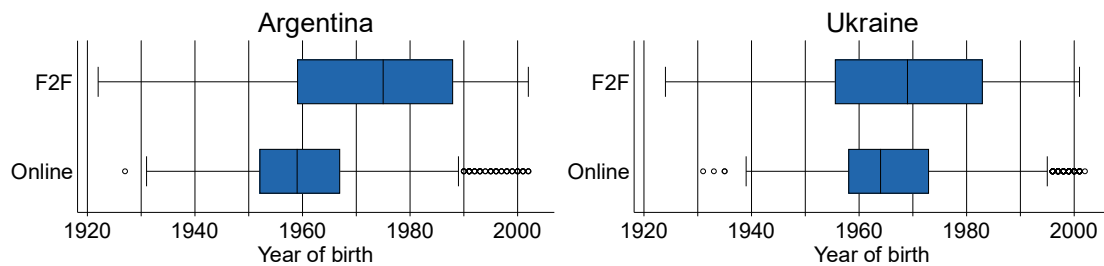 Argentina
F2F
Online
1920 1940 1960 1980 2000
Year of birth
Ukraine
F2F
Online
1920 1940 1960 1980 2000
Year of birth